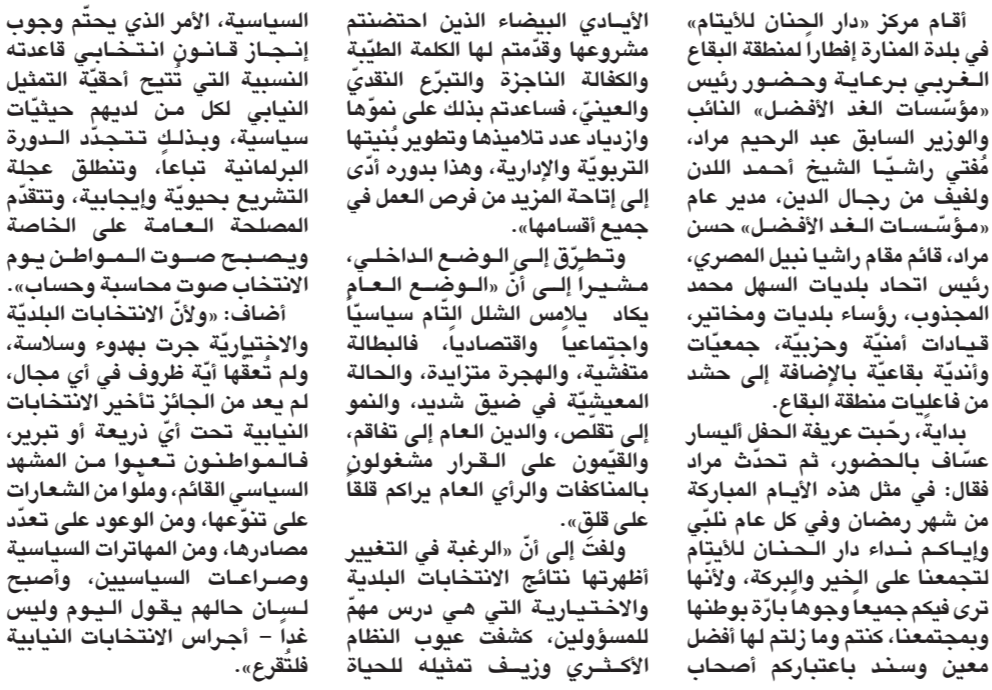 أقام مركز «دار الحنان للأيتام»
في بلدة المنارة إفطاراً لمنطقة البقاع
الغربي برعاية وحضور رئيس
«مؤسّسات الغد الأفضل» النائب
والوزير السابق عبد الرحيم مراد،
مُفتي راشيّا الشيخ أحمد اللدن
ولفيف من رجال الدين، مدير عام
«مؤسّسات الغد الأفضل» حسن
مراد، قائم مقام راشيا نبيل المصري،
رئيس اتحاد بلديات السهل محمد
المجذوب، رؤساء بلديات ومخاتير،
قيادات أمنيّة وحزبيّة، جمعيّات
وأنديّة بقاعيّة بالإضافة إلى حشد
من فاعليات منطقة البقاع.
بدايةً، رحّبت عريفة الحفل أليسار
عسّاف بالحضور، ثم تحدّث مراد
فقال: في مثل هذه الأيام المباركة
من شهر رمضان وفي كل عام نلبّي
وإياكم نداء دار الحنان للأيتام
لتجمعنا على الخير والبركة، ولأنّها
ترى فيكم جميعاً وجوهاً بارّة بوطنها
وبمجتمعنا، كنتم وما زلتم لها أفضل
معين وسند باعتباركم أصحاب
الأيادي البيضاء الذين احتضنتم
مشروعها وقدّمتم لها الكلمة الطيّبة
والكفالة الناجزة والتبرّع النقديّ
والعينيّ، فساعدتم بذلك على نموّها
وازدياد عدد تلاميذها وتطوير بُنيتها
التربويّة والإدارية، وهذا بدوره أدّى
إلى إتاحة المزيد من فرص العمل في
جميع أقسامها».
وتطرّق إلى الوضع الداخلي،
مشيراً إلى أنّ «الوضع العام
يكاد يلامس الشلل التّام سياسيّاً
واجتماعياً واقتصادياً، فالبطالة
متفشّية، والهجرة متزايدة، والحالة
المعيشيّة في ضيق شديد، والنمو
إلى تقلّص، والدين العام إلى تفاقم،
والقيّمون على القرار مشغولون
بالمناكفات والرأي العام يراكم قلقاً
على قلق».
ولفتَ إلى أنّ «الرغبة في التغيير
أظهرتها نتائج الانتخابات البلدية
والاختيارية التي هي درس مهمّ
للمسؤولين، كشفت عيوب النظام
الأكثري وزيف تمثيله للحياة
السياسية، الأمر الذي يحتّم وجوب
إنجاز قانون انتخابي قاعدته
النسبية التي تُتيح أحقيّة التمثيل
النيابي لكل من لديهم حيثيّات
سياسية، وبذلك تتجدّد الدورة
البرلمانية تباعاً، وتنطلق عجلة
التشريع بحيويّة وإيجابية، وتتقدّم
المصلحة العامة على الخاصة
ويصبح صوت المواطن يوم
الانتخاب صوت محاسبة وحساب».
أضاف: «ولأنّ الانتخابات البلديّة
والاختياريّة جرت بهدوء وسلاسة،
ولم تُعقْها أيّة ظروف في أي مجال،
لم يعد من الجائز تأخير الانتخابات
النيابية تحت أيّ ذريعة أو تبرير،
فالمواطنون تعبوا من المشهد
السياسي القائم، وملّوا من الشعارات
على تنوّعها، ومن الوعود على تعدّد
مصادرها، ومن المهاترات السياسية
وصراعات السياسيين، وأصبح
لسان حالهم يقول اليوم وليس
غداً – أجراس الانتخابات النيابية
فلتُقرع».